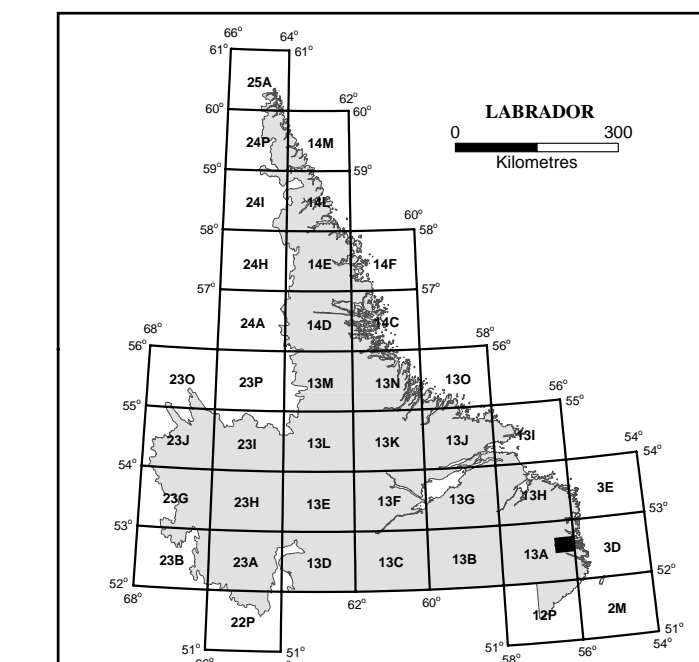 66° 64°
61° 61°
25A
62°
60° 60°
LABRADOR
0 300
Kilometres
24P 14M
59° 59°
24I 14L
60°
58° 58°
24H 14E 14F
57° 57°
24A 14D 14C
68° 58°
56° 56°
23O 23P 13M 13N 13O
56°
55° 55°
23J 23I 13L 13K 13J 13I
54°
54° 54°
23G 23H 13E 13F 13G 13H 3E
53° 53°
23B 23A 13D 13C 13B 13A 3D
52° 52°
68° 62° 60°
22P 12P 2M
51° 51° 51° 51°
66° 58° 56° 54°